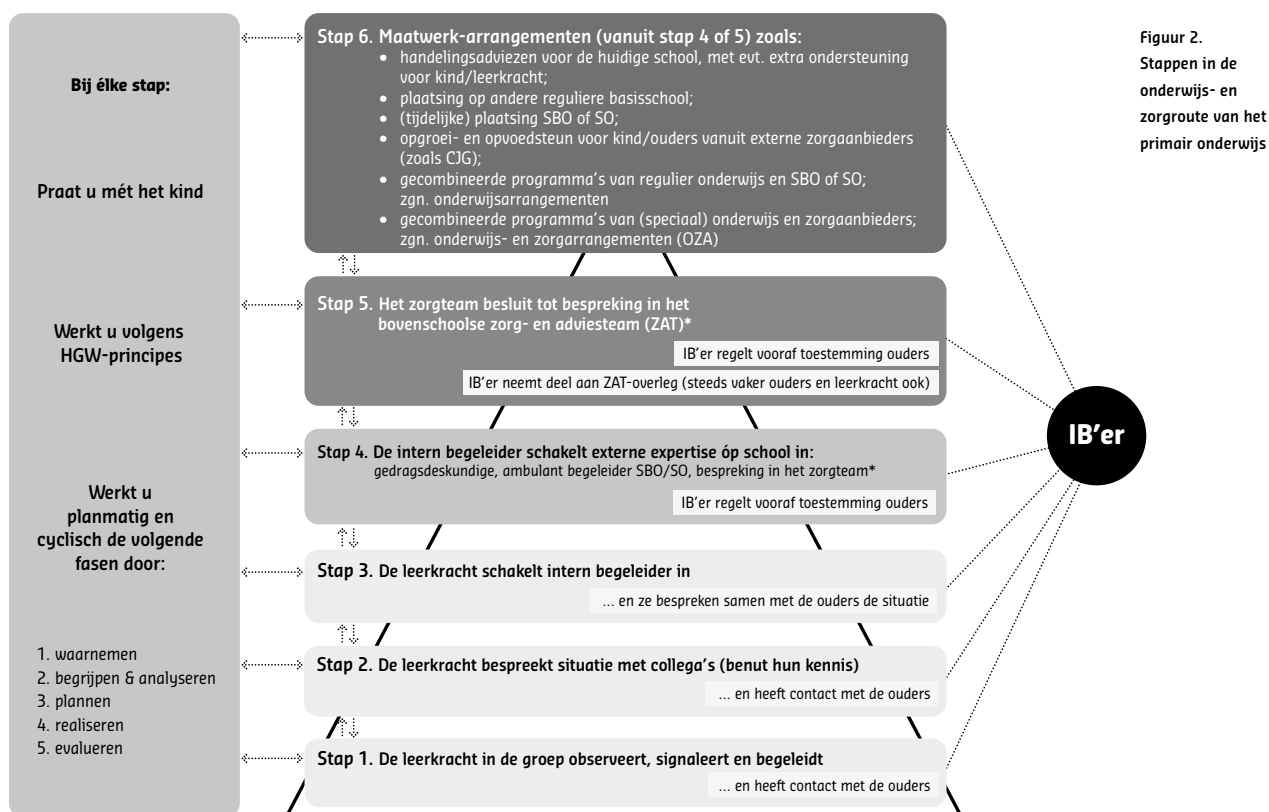 Bij élke stap:
Praat u mét het kind
Werkt u volgens
HGW-principes
Werkt u
planmatig en
cyclisch de volgende
fasen door:
1. waarnemen
2. begrijpen & analyseren
3. plannen
4. realiseren
5. evalueren
Stap 6. Maatwerk-arrangementen (vanuit stap 4 of 5) zoals:
• handelingsadviezen voor de huidige school, met evt. extra ondersteuning
voor kind/leerkracht;
• plaatsing op andere reguliere basisschool;
• (tijdelijke) plaatsing SBO of SO;
• opgroei- en opvoedsteun voor kind/ouders vanuit externe zorgaanbieders
(zoals CJG);
• gecombineerde programma's van regulier onderwijs en SBO of SO;
zgn. onderwijsarrangementen
• gecombineerde programma's van (speciaal) onderwijs en zorgaanbieders;
zgn. onderwijs- en zorgarrangementen (OZA)
Stap 5. Het zorgteam besluit tot bespreking in het
bovenschoolse zorg- en adviesteam (ZAT)*
IB'er regelt vooraf toestemming ouders
IB'er neemt deel aan ZAT-overleg (steeds vaker ouders en leerkracht ook)
Stap 4. De intern begeleider schakelt externe expertise óp school in:
gedragsdeskundige, ambulant begeleider SBO/SO, bespreking in het zorgteam*
IB'er regelt vooraf toestemming ouders
Stap 3. De leerkracht schakelt intern begeleider in
... en ze bespreken samen met de ouders de situatie
Stap 2. De leerkracht bespreekt situatie met collega's (benut hun kennis)
... en heeft contact met de ouders
Stap 1. De leerkracht in de groep observeert, signaleert en begeleidt
... en heeft contact met de ouders
IB'er
Figuur 2.
Stappen in de
onderwijs- en
zorgroute van het
primair onderwijs